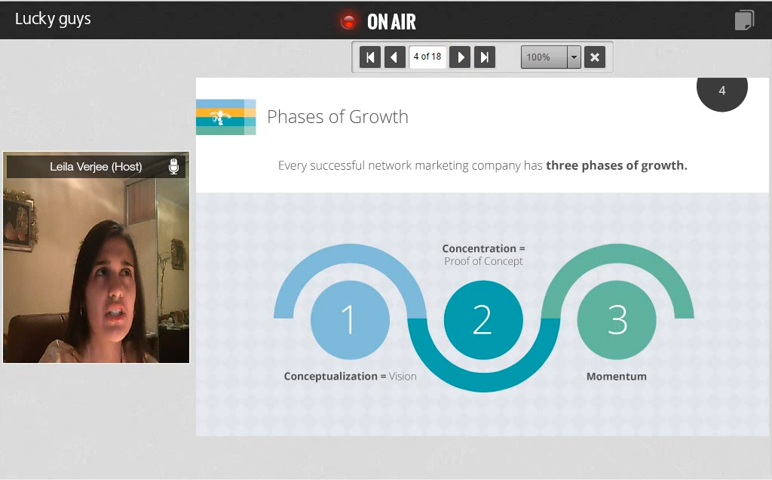 Lucky guys
ON AIR
4 of 18
100%
4
Phases of Growth
Every successful network marketing company has three phases of growth.
Leila Verjee (Host)
Concentration =
Proof of Concept
1
2
3
Conceptualization = Vision
Momentum